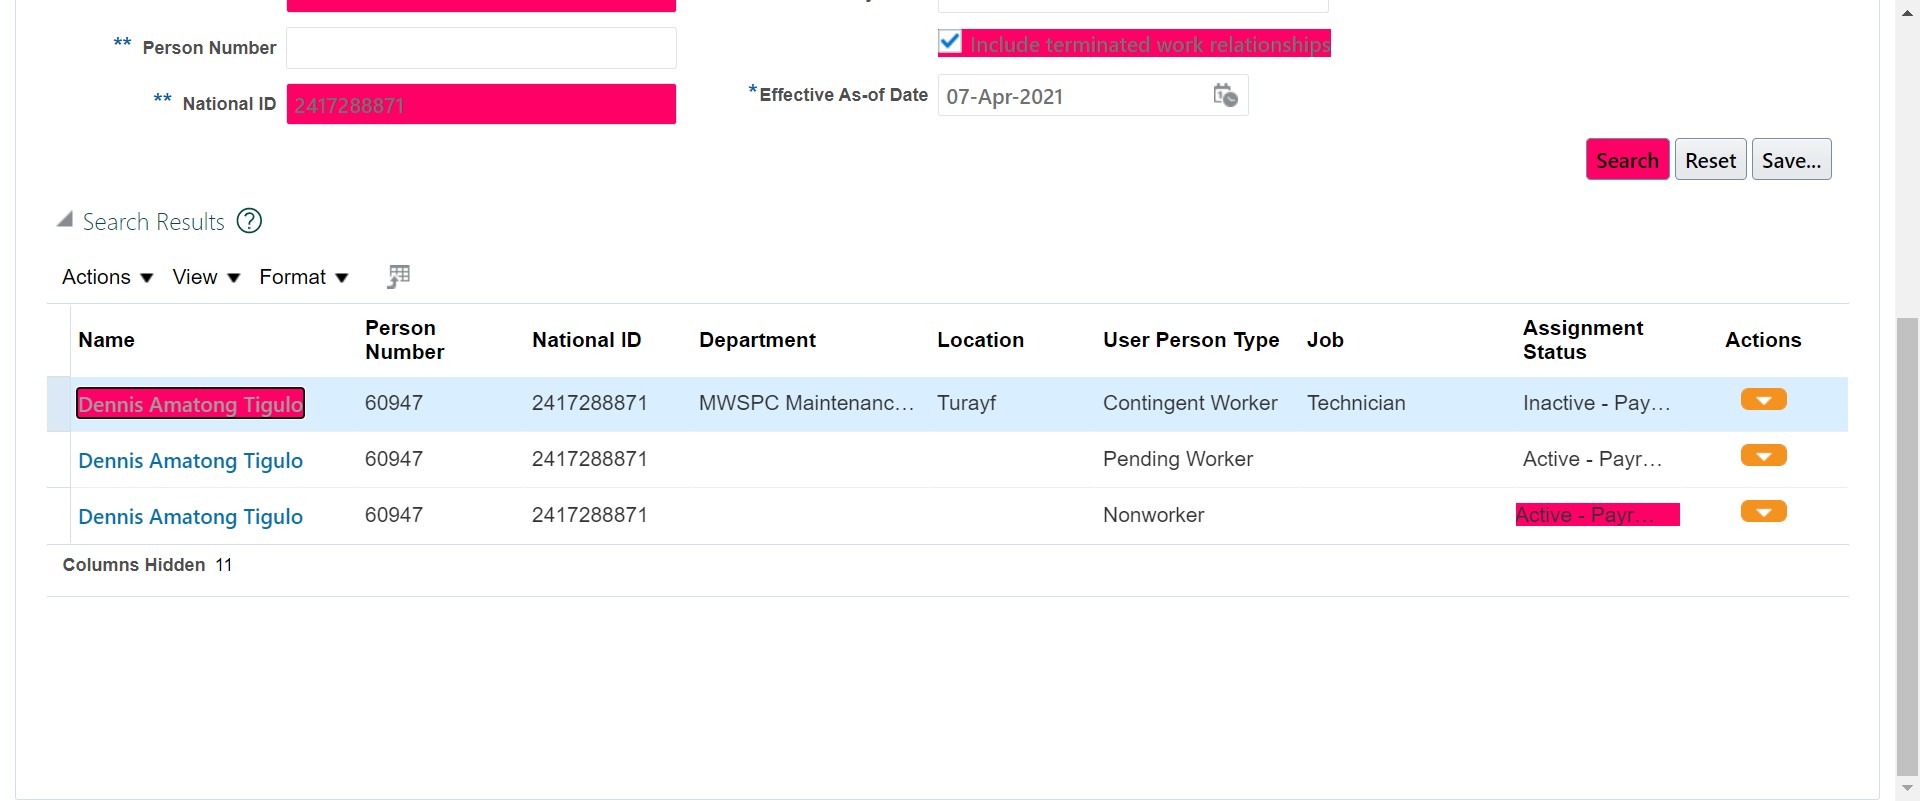 ** Person Number
Include terminated work relationships
** National ID 2417288871
*Effective As-of Date 07-Apr-2021
Search Reset Save...
Search Results ?
Actions View Format
Name Person Number National ID Department Location User Person Type Job Assignment Status Actions
Dennis Amatong Tigulo 60947 2417288871 MWSPC Maintenanc... Turayf Contingent Worker Technician Inactive - Pay...
Dennis Amatong Tigulo 60947 2417288871 Pending Worker Active - Payr...
Dennis Amatong Tigulo 60947 2417288871 Nonworker Active - Payr...
Columns Hidden 11